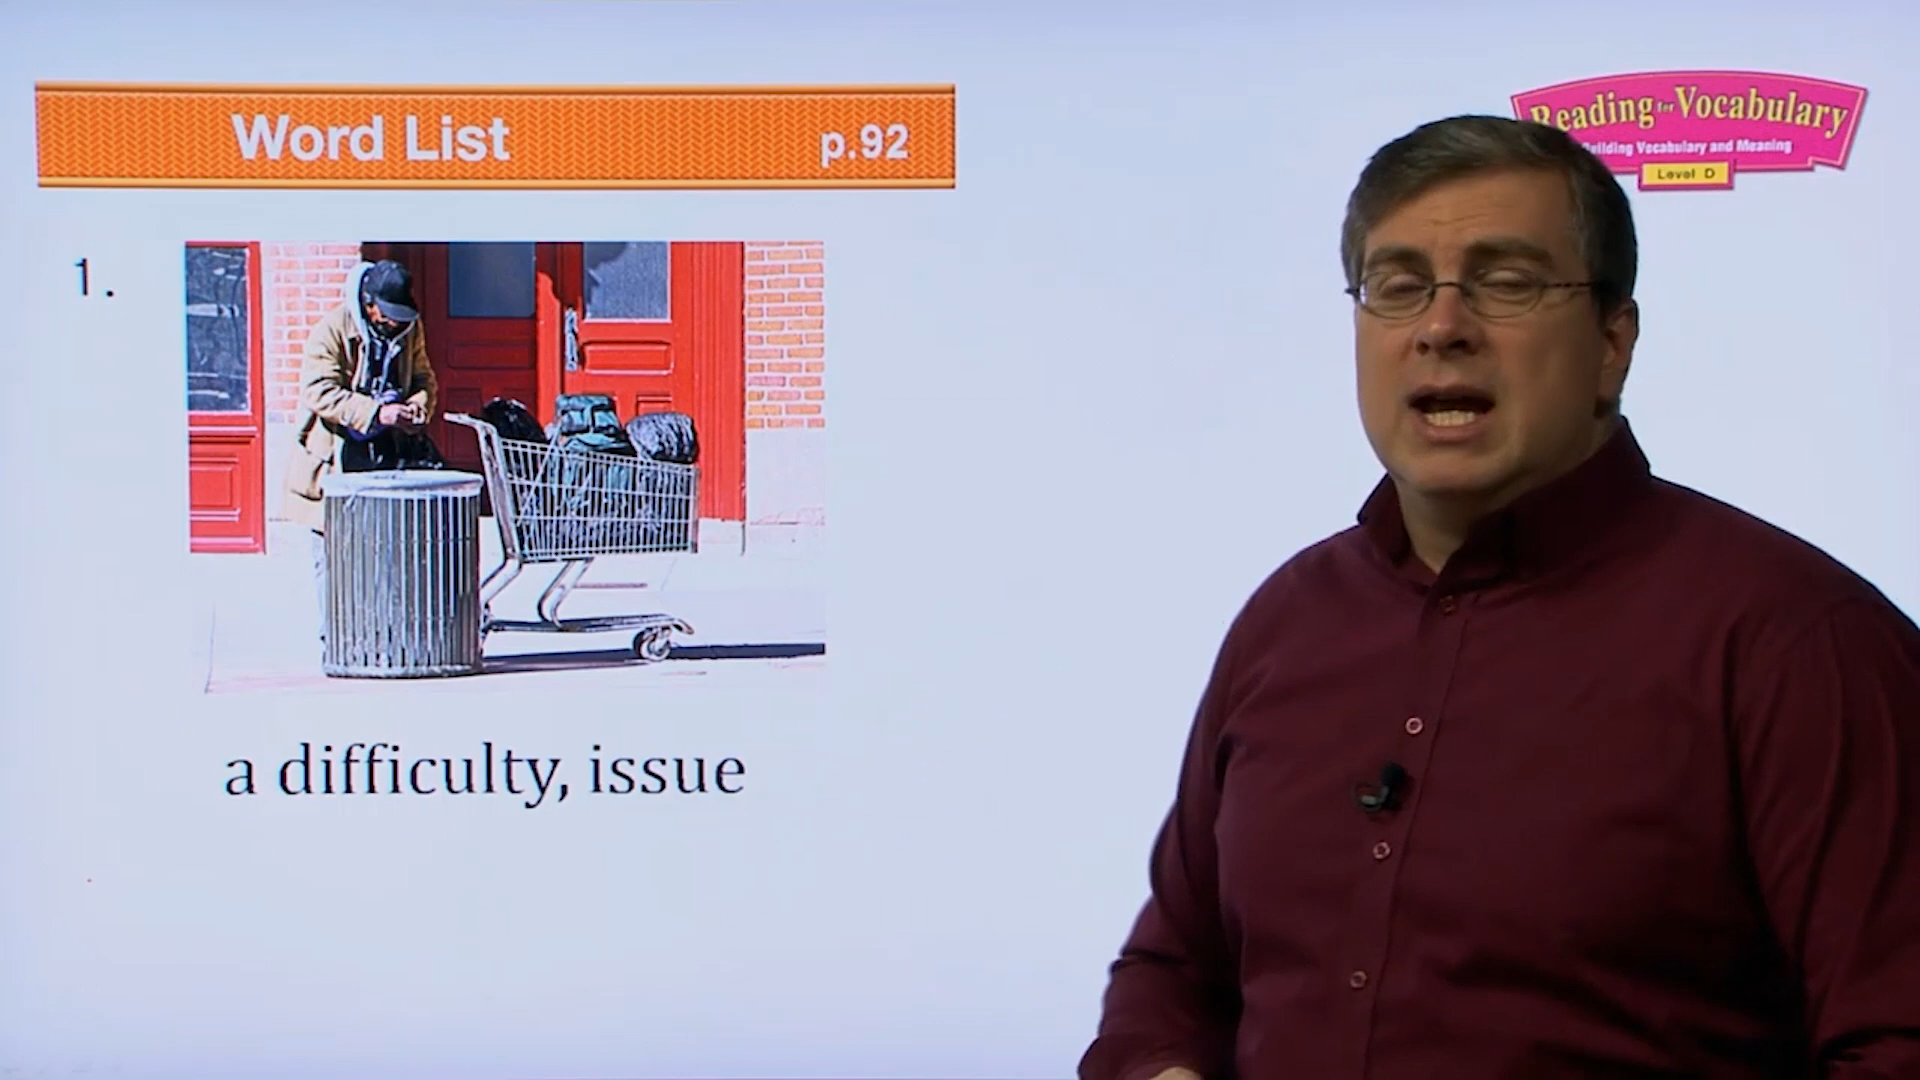 Word List p.92
Reading for Vocabulary
Building Vocabulary and Meaning
Level D
1.
a difficulty, issue